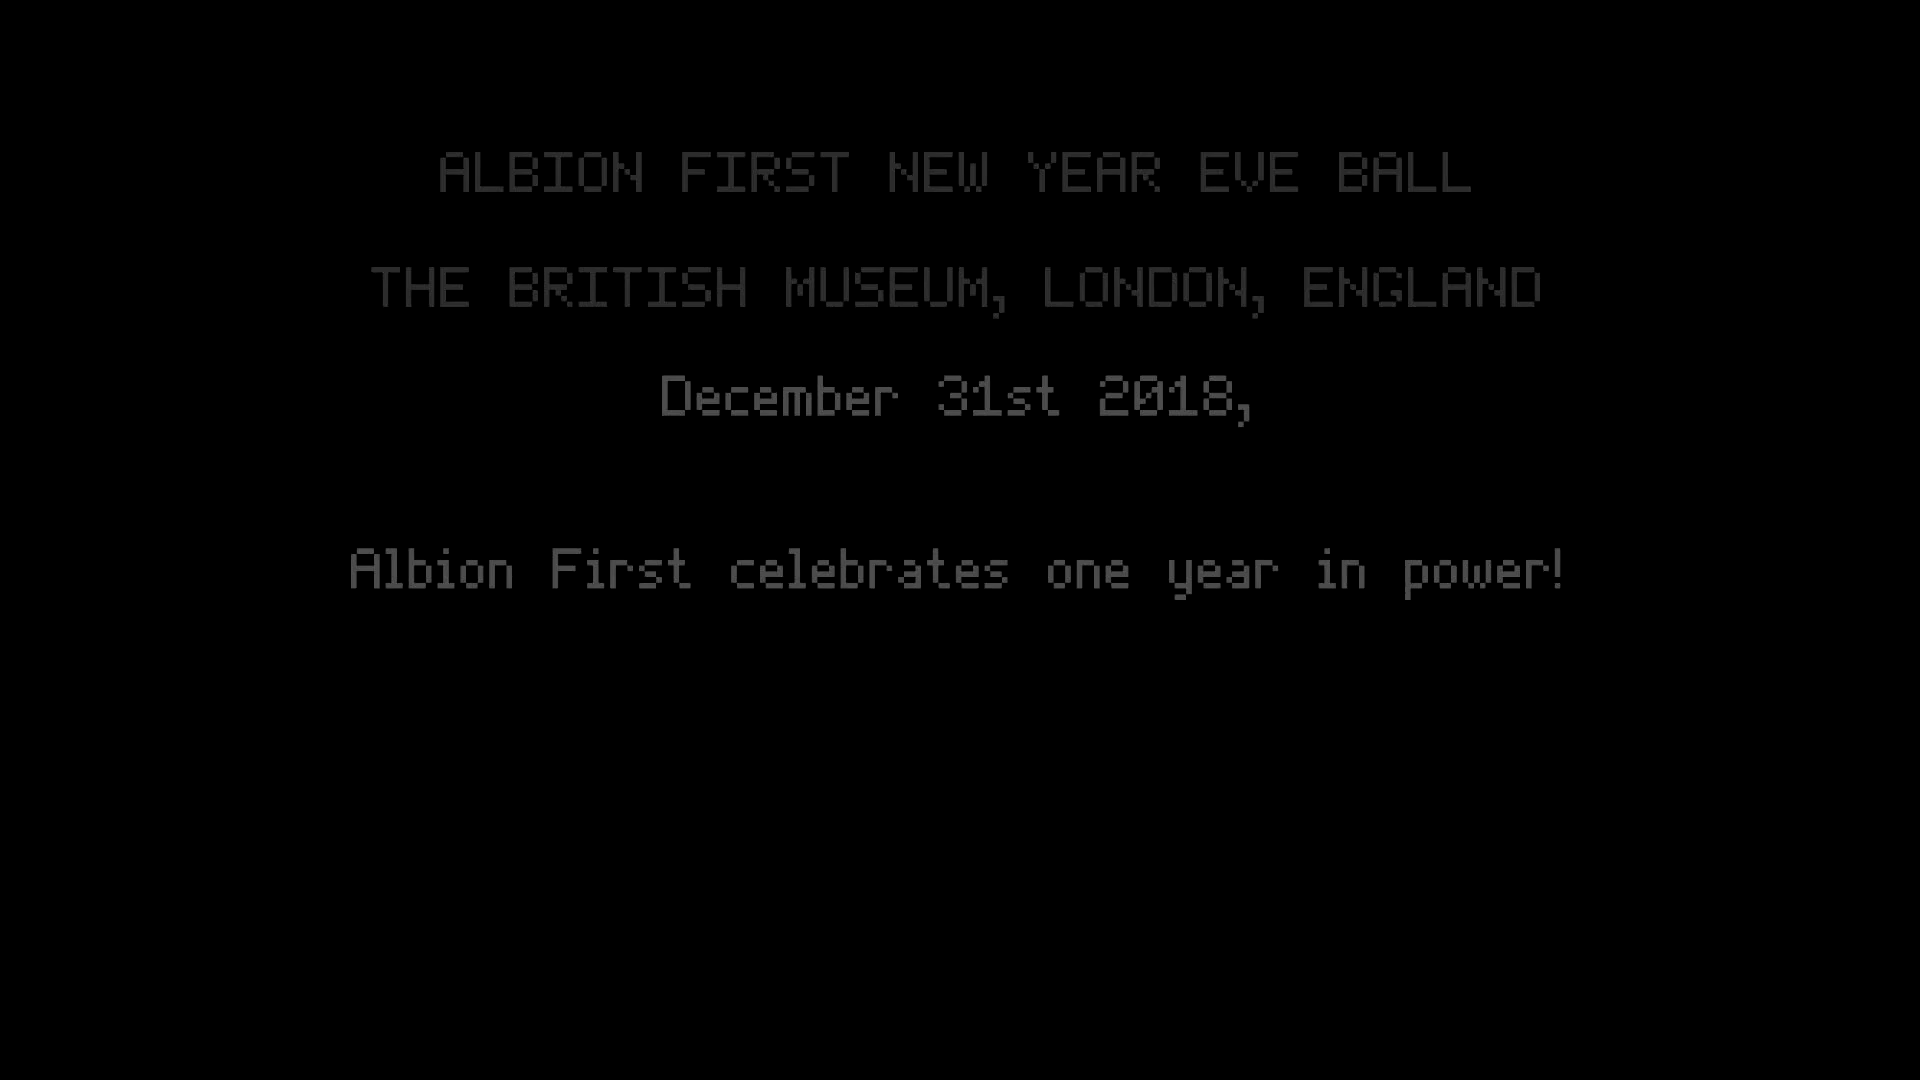 ALBION FIRST NEW YEAR EVE BALL
THE BRITISH MUSEUM, LONDON, ENGLAND
December 31st 2018,
Albion First celebrates one year in power!